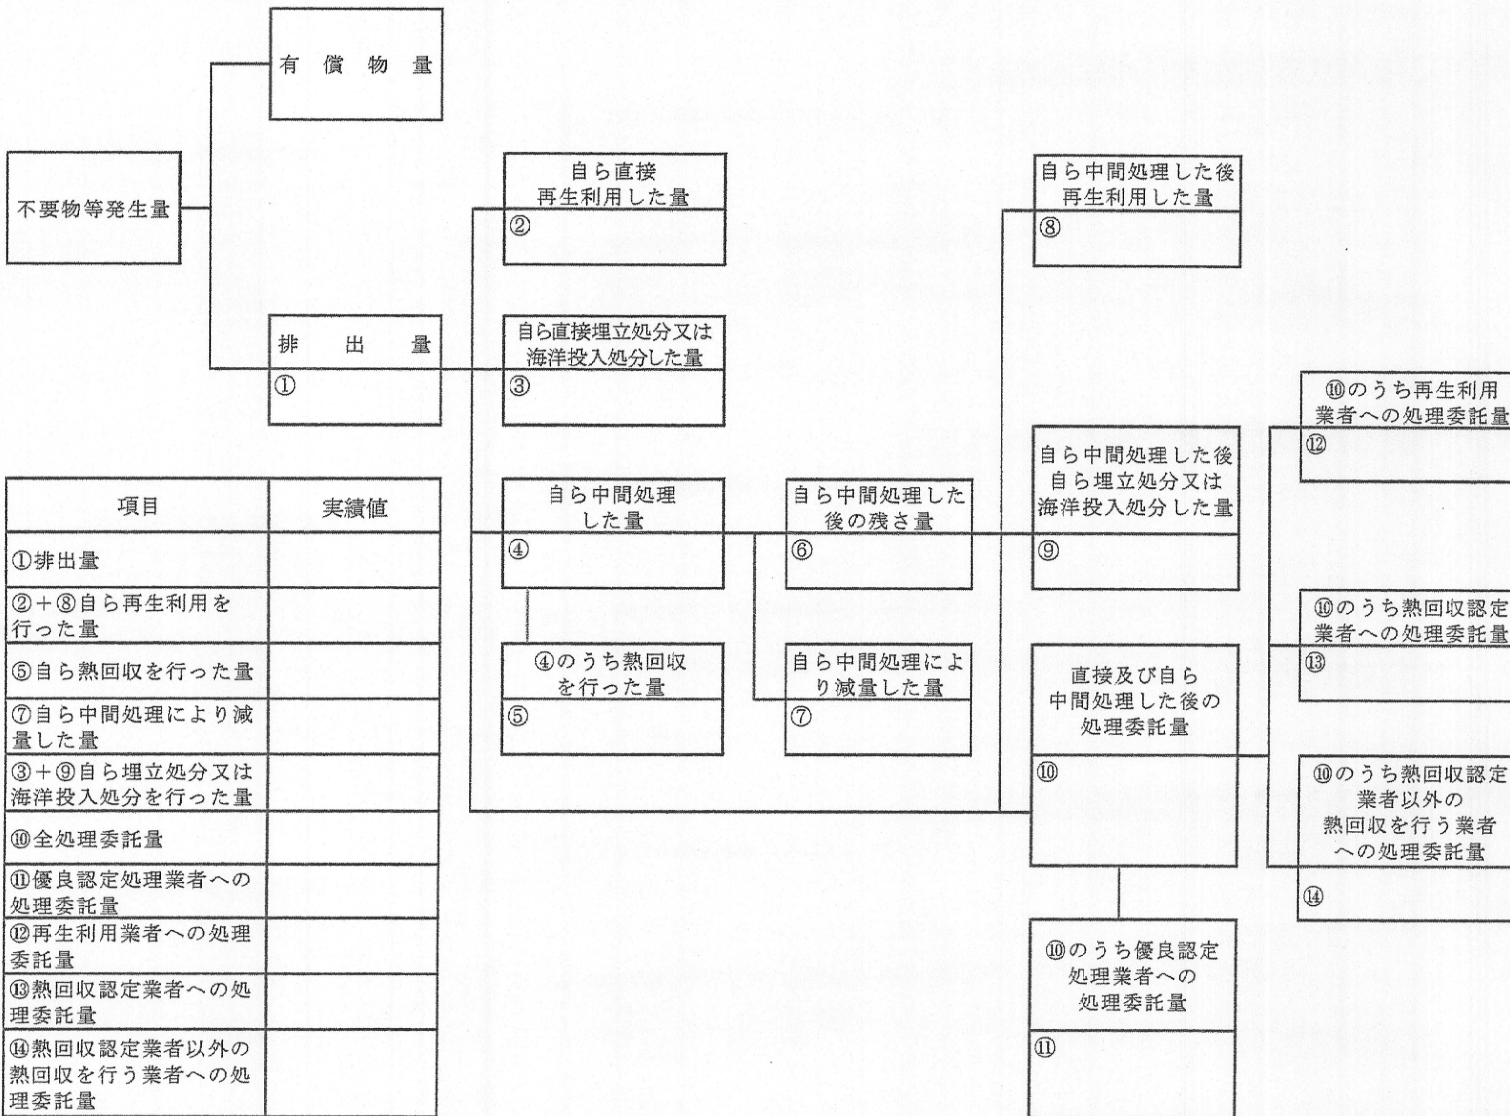 有償物量
不要物等発生量
排出量
①
自ら直接
再生利用した量
②
自ら直接埋立処分又は
海洋投入処分した量
③
自ら中間処理
した量
④
④のうち熱回収
を行った量
⑤
自ら中間処理した
後の残さ量
⑥
自ら中間処理によ
り減量した量
⑦
自ら中間処理した後
再生利用した量
⑧
自ら中間処理した後
自ら埋立処分又は
海洋投入処分した量
⑨
直接及び自ら
中間処理した後の
処理委託量
⑩
⑩のうち優良認定
処理業者への
処理委託量
⑪
⑩のうち再生利用
業者への処理委託量
⑫
⑩のうち熱回収認定
業者への処理委託量
⑬
⑩のうち熱回収認定
業者以外の
熱回収を行う業者
への処理委託量
⑭
項目 実績値
①排出量
②+⑧自ら再生利用を
行った量
⑤自ら熱回収を行った量
⑦自ら中間処理により減
量した量
③+⑨自ら埋立処分又は
海洋投入処分を行った量
⑩全処理委託量
⑪優良認定処理業者への
処理委託量
⑫再生利用業者への処理
委託量
⑬熱回収認定業者への処
理委託量
⑭熱回収認定業者以外の
熱回収を行う業者への処
理委託量